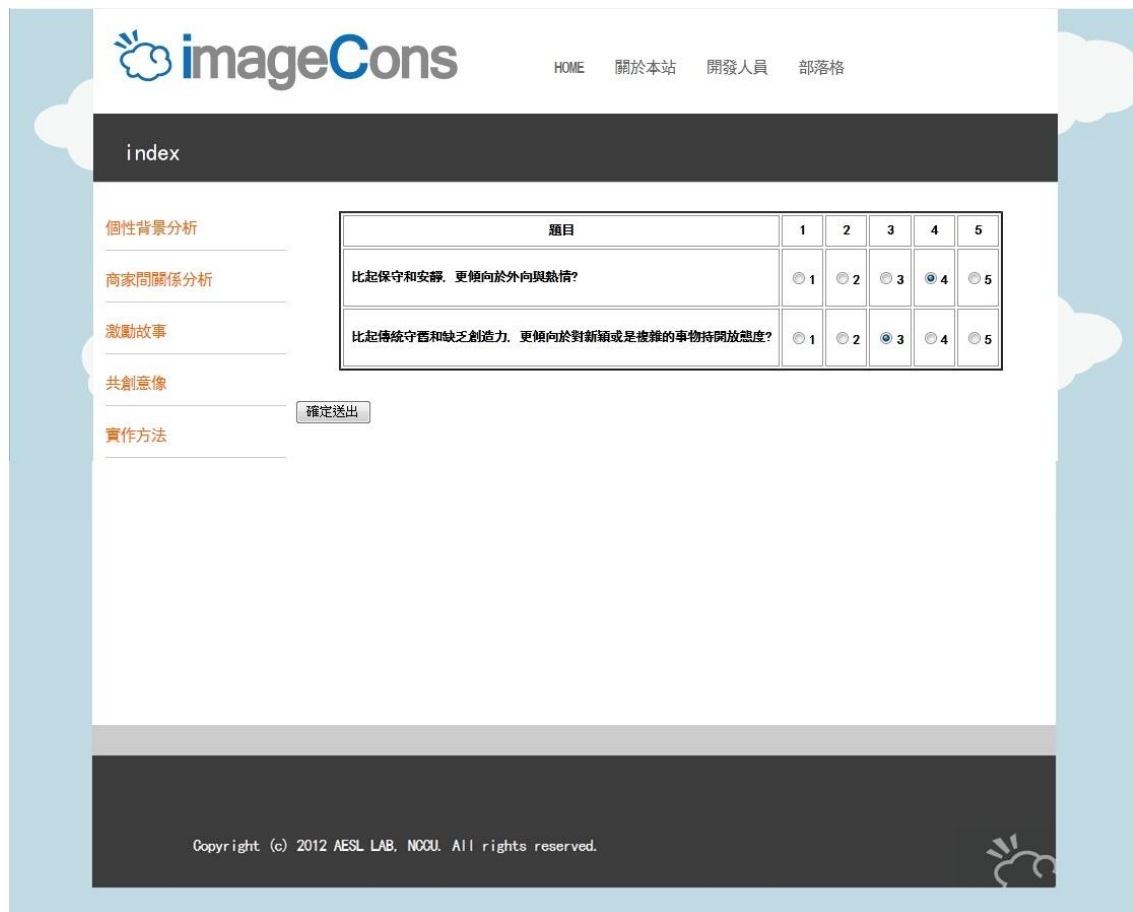 imageCons
HOME 關於本站 開發人員 部落格
index
個性背景分析
商家間關係分析
激勵故事
共創意像
實作方法
題目 1 2 3 4 5
比起保守和安靜, 更傾向於外向與熱情? 1 2 3 4 5
比起傳統守舊和缺乏創造力, 更傾向於對新穎或是複雜的事物持開放態度? 1 2 3 4 5
確定送出
Copyright (c) 2012 AESL LAB, NCCU. All rights reserved.